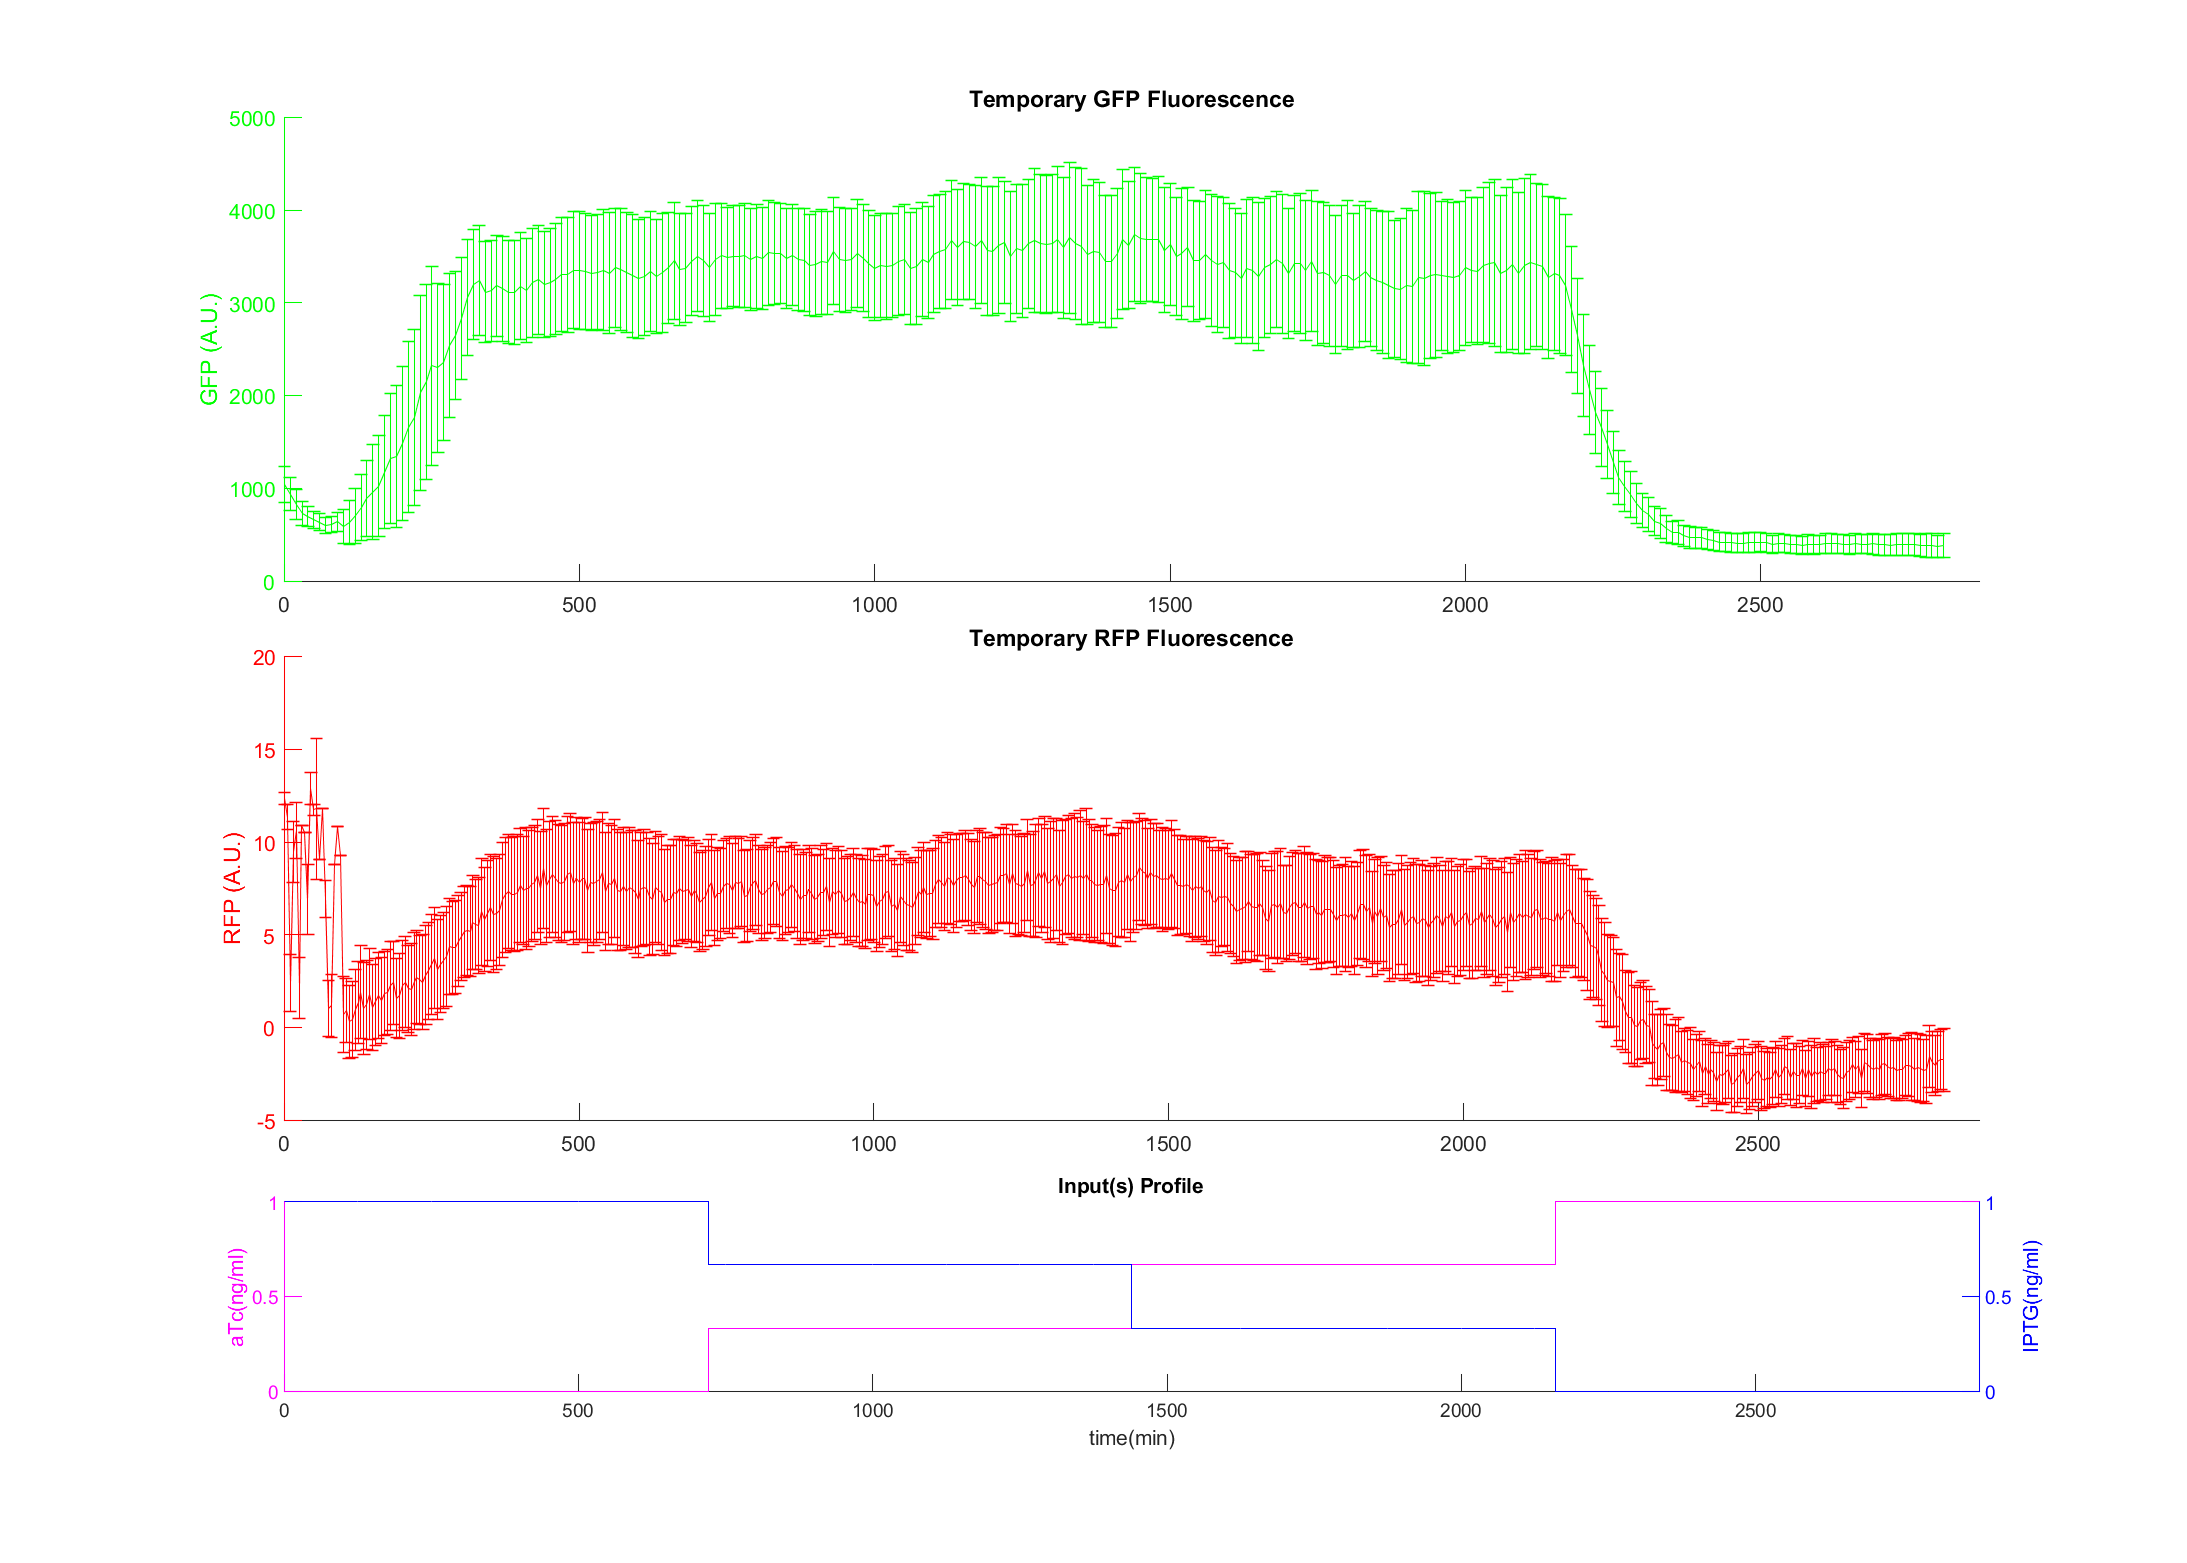 Temporary GFP Fluorescence
5000
4000
3000
2000
1000
0
GFP (A.U.)
0 500 1000 1500 2000 2500
Temporary RFP Fluorescence
20
15
10
5
0
-5
RFP (A.U.)
0 500 1000 1500 2000 2500
Input(s) Profile
1
0.5
0
aTc(ng/ml)
1
0.5
0
IPTG(ng/ml)
0 500 1000 1500 2000 2500
time(min)